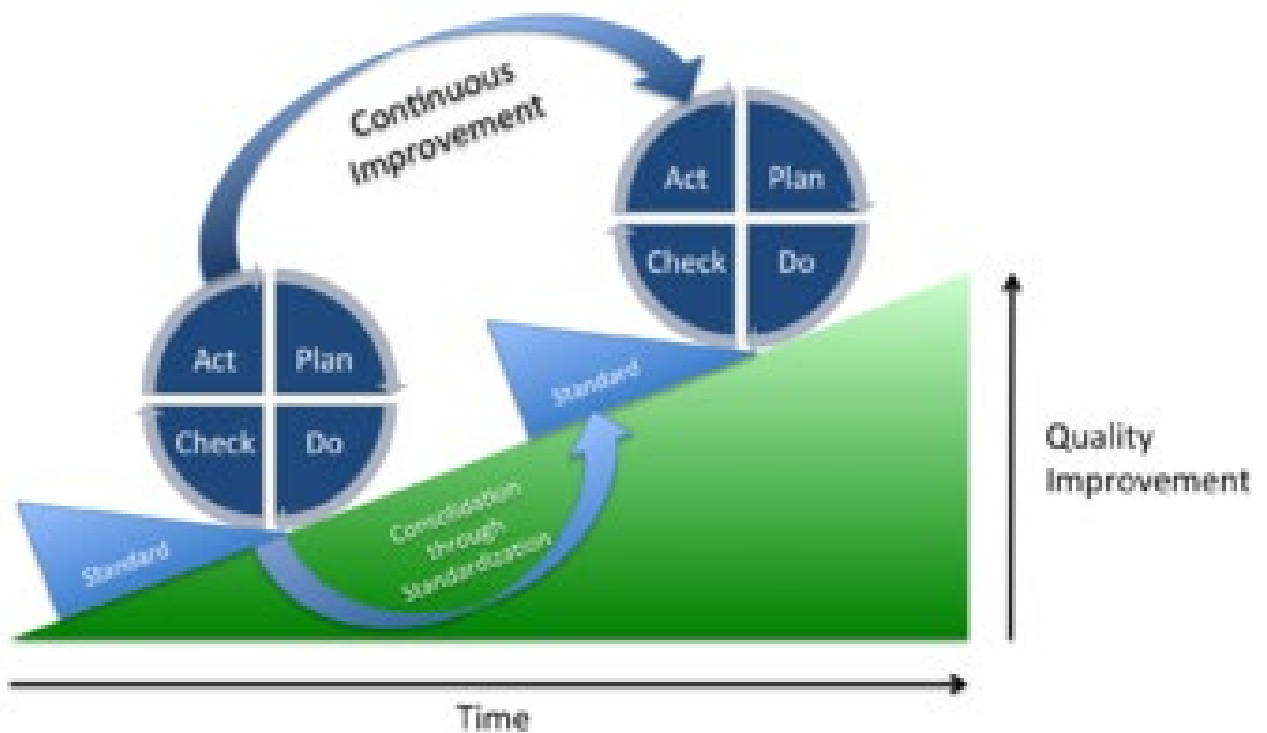 Continuous
Improvement
Act
Plan
Check
Do
Act
Plan
Check
Do
Standard
Standard
Consolidation
through
Standardization
Quality
Improvement
Time